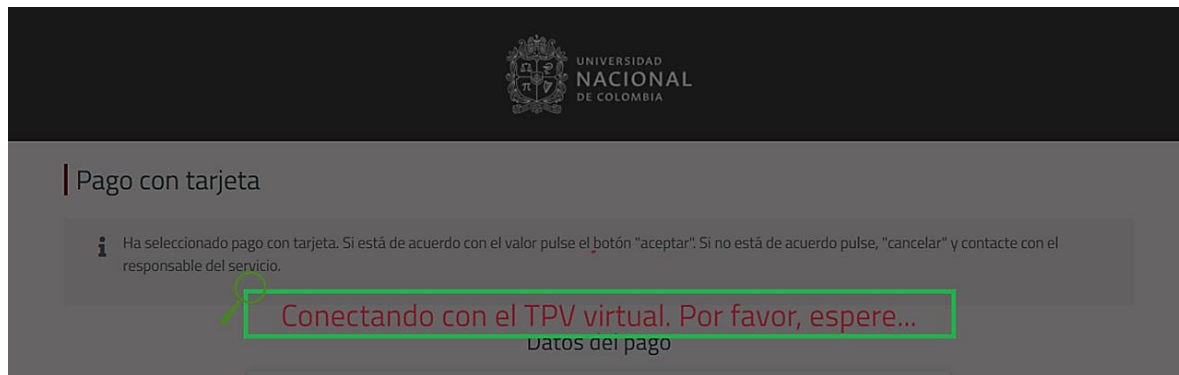 UNIVERSIDAD
NACIONAL
DE COLOMBIA
Pago con tarjeta
Ha seleccionado pago con tarjeta. Si está de acuerdo con el valor pulse el botón "aceptar". Si no está de acuerdo pulse, "cancelar" y contacte con el
responsable del servicio.
Conectando con el TPV virtual. Por favor, espere...
Datos del pago